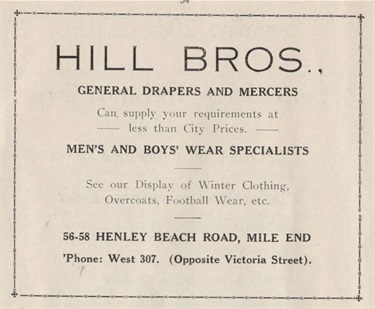 34
HILL BROS.,
GENERAL DRAPERS AND MERCERS
Can supply your requirements at
less than City Prices.
MEN'S AND BOYS' WEAR SPECIALISTS
See our Display of Winter Clothing,
Overcoats, Football Wear, etc.
56-58 HENLEY BEACH ROAD, MILE END
'Phone: West 307. (Opposite Victoria Street).